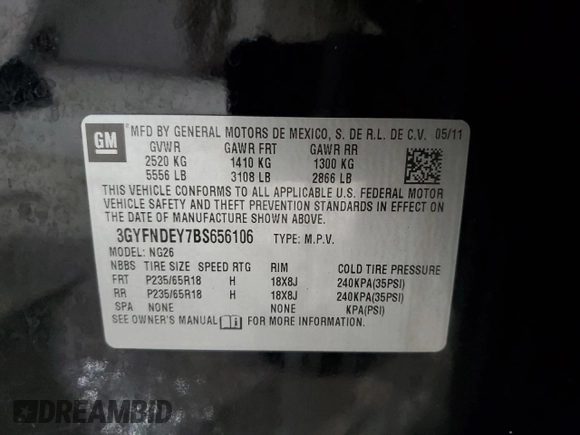 GM
MFD BY GENERAL MOTORS DE MEXICO, S. DE R.L. DE C.V. 05/11
GVWR GAWR FRT GAWR RR
2520 KG 1410 KG 1300 KG
5556 LB 3108 LB 2866 LB
THIS VEHICLE CONFORMS TO ALL APPLICABLE U.S. FEDERAL MOTOR
VEHICLE SAFETY AND THEFT PREVENTION STANDARDS IN EFFECT ON
THE DATE OF MANUFACTURE SHOWN ABOVE.
3GYFNDEY7BS656106 TYPE: M.P.V.
MODEL: NG26
NBBS TIRE SIZE SPEED RTG RIM COLD TIRE PRESSURE
FRT P235/65R18 H 18X8J 240KPA(35PSI)
RR P235/65R18 H 18X8J 240KPA(35PSI)
SPA NONE NONE KPA(PSI)
SEE OWNER'S MANUAL FOR MORE INFORMATION.
DREAMBID